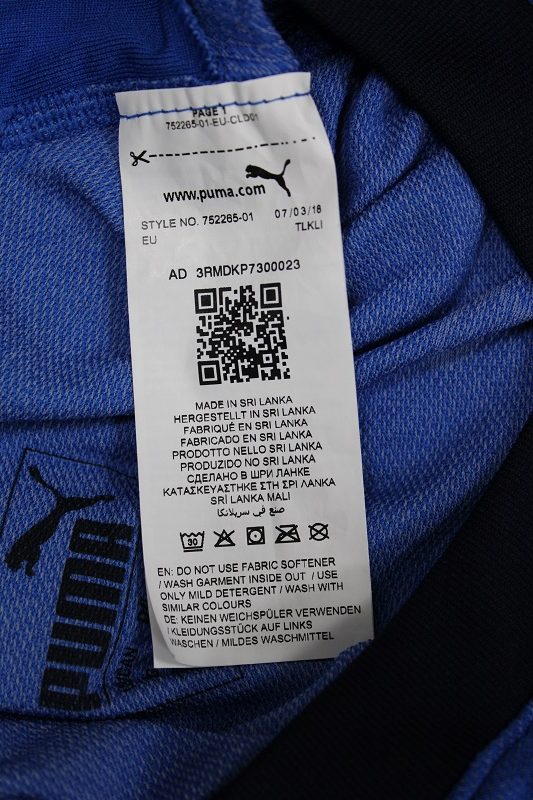 PAGE 1
752265-01-EU-CLD01
www.puma.com
STYLE NO. 752265-01 07/03/16
EU TLKLI
AD 3RMDKP7300023
MADE IN SRI LANKA
HERGESTELLT IN SRI LANKA
FABRIQUÉ EN SRI LANKA
FABRICADO EN SRI LANKA
PRODOTTO NELLO SRI LANKA
PRODUZIDO NO SRI LANKA
СДЕЛАНО В ШРИ ЛАНКЕ
ΚΑΤΑΣΚΕΥΑΣΤΗΚΕ ΣΤΗ ΣΡΙ ΛΑΝΚΑ
SRİ LANKA MALI
صنع في سريلانكا
30
EN: DO NOT USE FABRIC SOFTENER
/ WASH GARMENT INSIDE OUT / USE
ONLY MILD DETERGENT / WASH WITH
SIMILAR COLOURS
DE: KEINEN WEICHSPÜLER VERWENDEN
/ KLEIDUNGSSTÜCK AUF LINKS
WASCHEN / MILDES WASCHMITTEL
PUMA